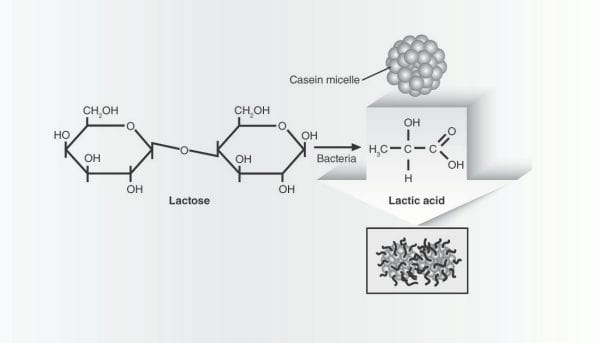 Casein micelle
CH2OH
O
HO
OH
OH
O
CH2OH
O
OH
OH
OH
Lactose
Bacteria
OH
H3C
C
C
O
OH
H
Lactic acid